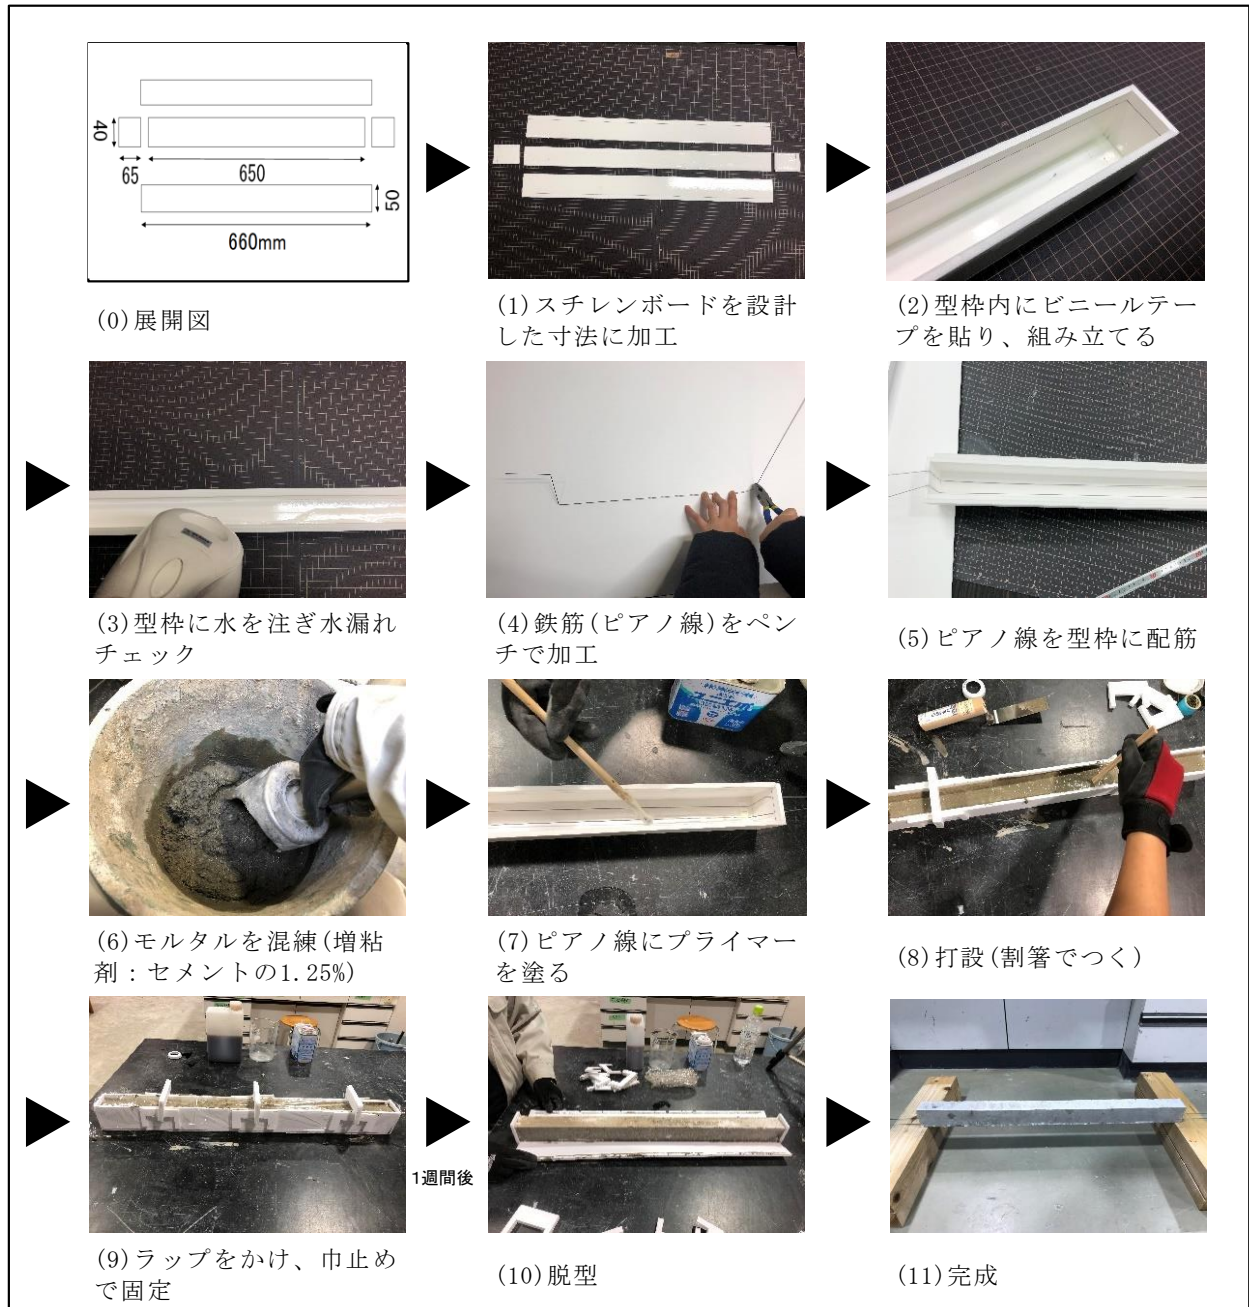 40
65
650
50
660mm
(0)展開図
(1)スチレンボードを設計
した寸法に加工
(2)型枠内にビニールテー
プを貼り、組み立てる
(3)型枠に水を注ぎ水漏れ
チェック
(4)鉄筋(ピアノ線)をペン
チで加工
(5)ピアノ線を型枠に配筋
(6)モルタルを混練(増粘
剤:セメントの1.25%)
(7)ピアノ線にプライマー
を塗る
(8)打設(割箸でつく)
1週間後
(9)ラップをかけ、巾止め
で固定
(10)脱型
(11)完成